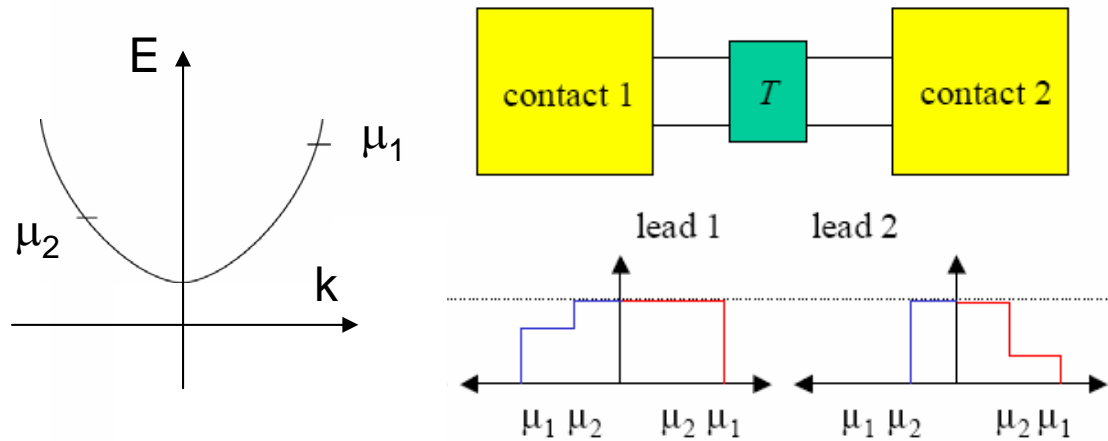 E
μ1
μ2
k
contact 1
T
contact 2
lead 1
lead 2
μ1 μ2
μ2 μ1
μ1 μ2
μ2 μ1